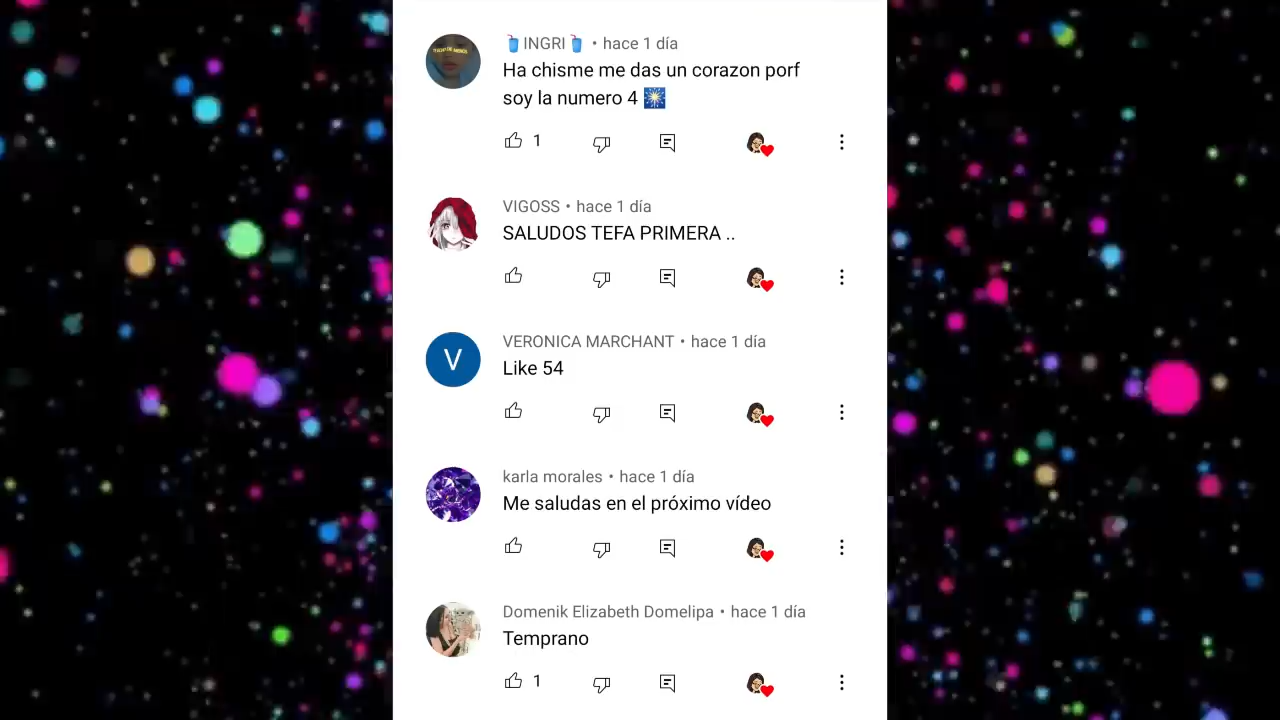 🥤INGRI🥤 • hace 1 día
Ha chisme me das un corazon porf
soy la numero 4 🎆
1
VIGOSS • hace 1 día
SALUDOS TEFA PRIMERA ..
V
VERONICA MARCHANT • hace 1 día
Like 54
karla morales • hace 1 día
Me saludas en el próximo vídeo
Domenik Elizabeth Domelipa • hace 1 día
Temprano
1